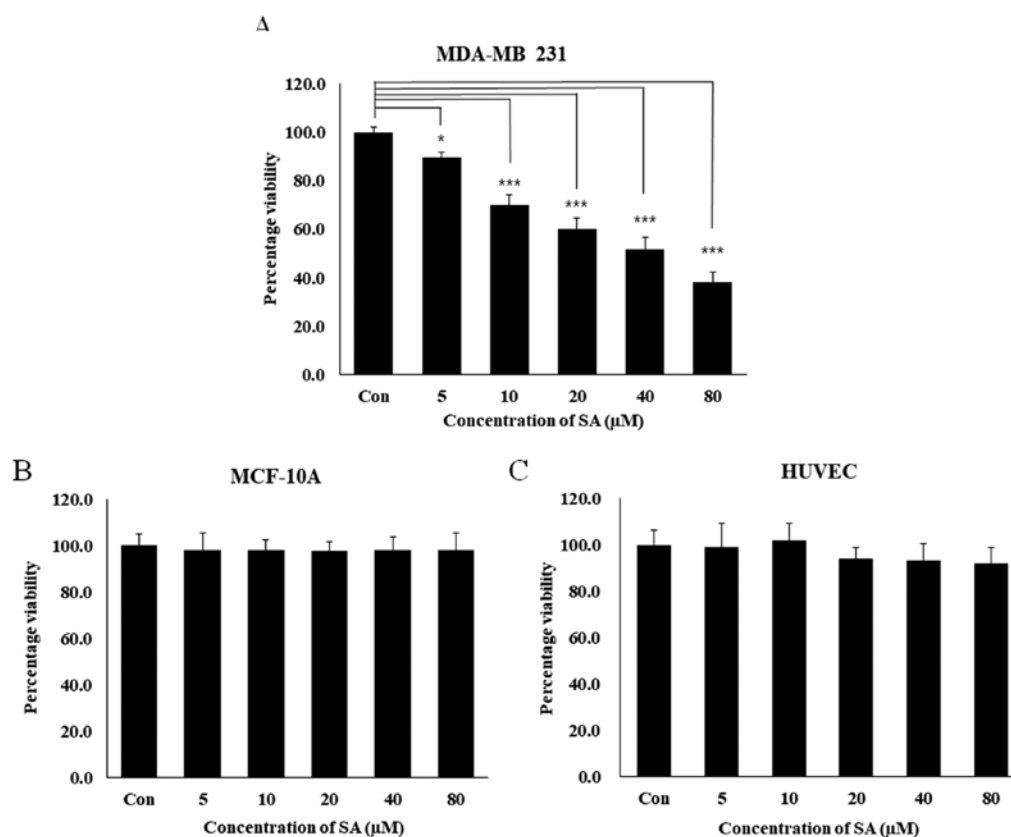 A
MDA-MB 231
120.0
100.0
80.0
60.0
40.0
20.0
0.0
Percentage viability
*
***
***
***
***
Con 5 10 20 40 80
Concentration of SA (µM)
B
MCF-10A
120.0
100.0
80.0
60.0
40.0
20.0
0.0
Percentage viability
Con 5 10 20 40 80
Concentration of SA (µM)
C
HUVEC
120.0
100.0
80.0
60.0
40.0
20.0
0.0
Percentage viability
Con 5 10 20 40 80
Concentration of SA (µM)